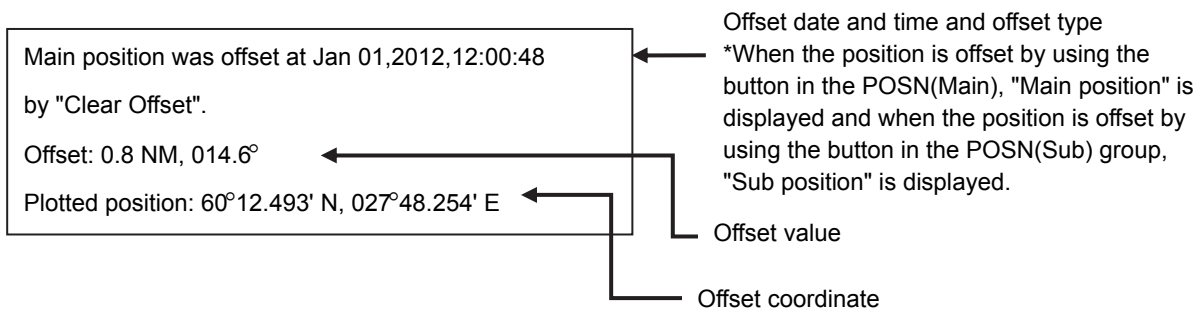 Main position was offset at Jan 01,2012,12:00:48
by "Clear Offset".
Offset: 0.8 NM, 014.6°
Plotted position: 60°12.493' N, 027°48.254' E
Offset date and time and offset type
*When the position is offset by using the
button in the POSN(Main), "Main position" is
displayed and when the position is offset by
using the button in the POSN(Sub) group,
"Sub position" is displayed.
Offset value
Offset coordinate